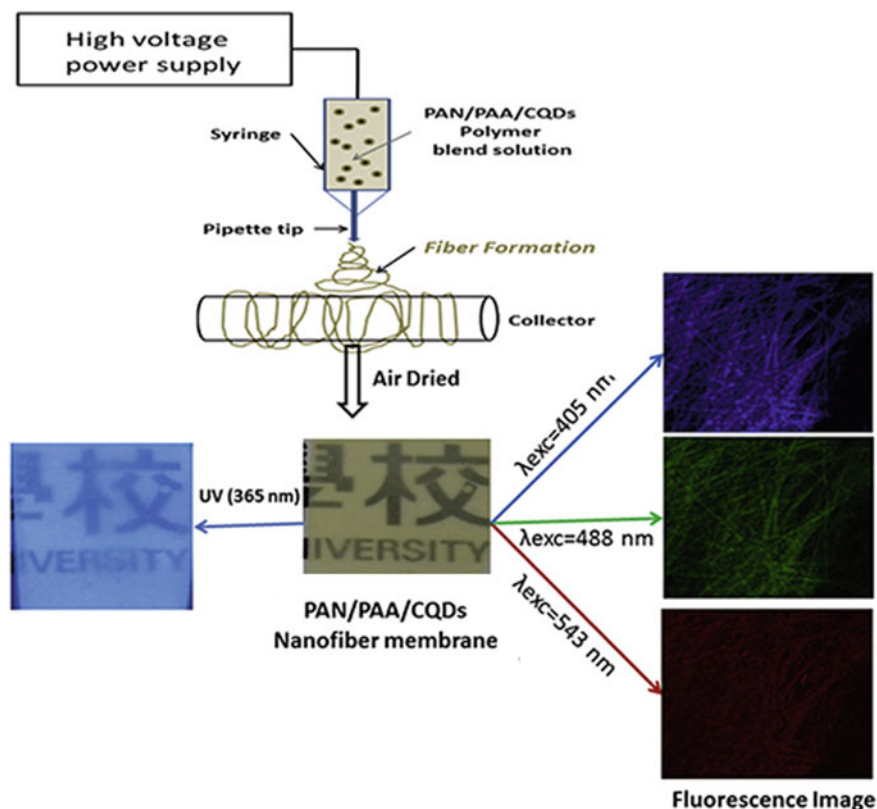 High voltage
power supply
PAN/PAA/CQDs
Polymer
blend solution
Syringe
Pipette tip
Fiber Formation
Collector
Air Dried
λexc=405 nm
UV (365 nm)
校
VERSITY
校
IVERSITY
λexc=488 nm
λexc=543 nm
PAN/PAA/CQDs
Nanofiber membrane
Fluorescence Image